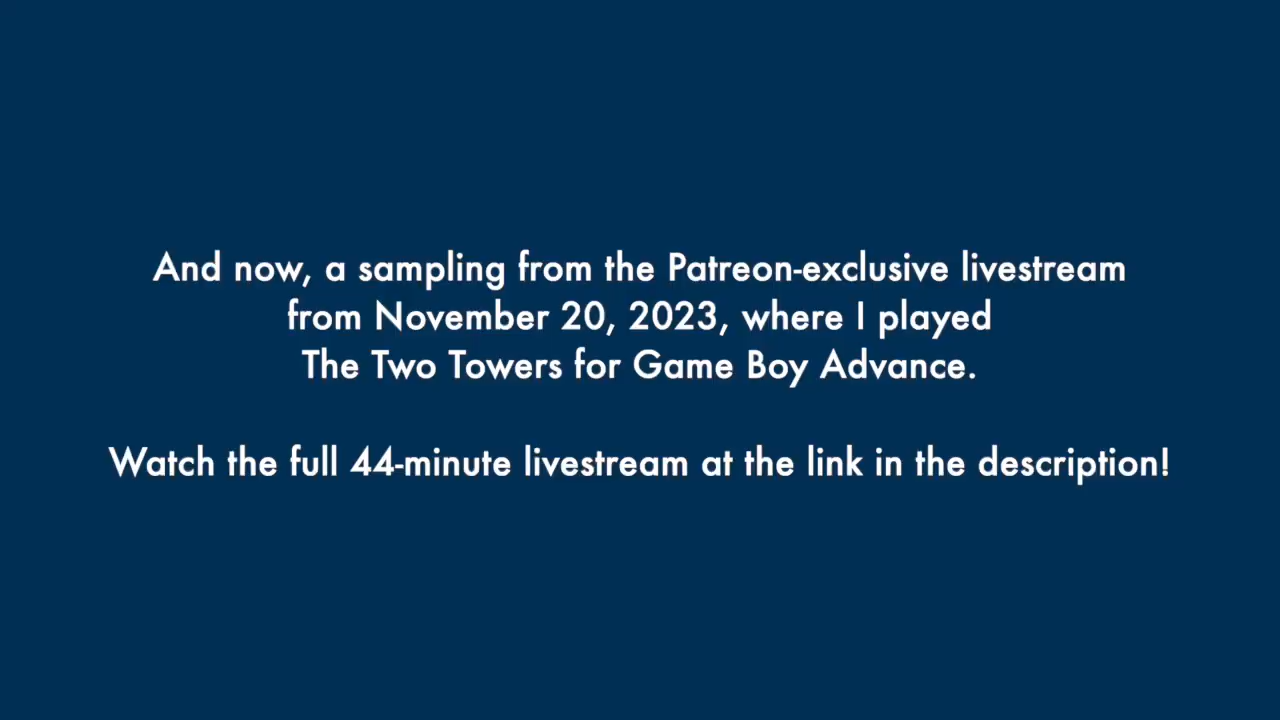 And now, a sampling from the Patreon-exclusive livestream
from November 20, 2023, where I played
The Two Towers for Game Boy Advance.
Watch the full 44-minute livestream at the link in the description!